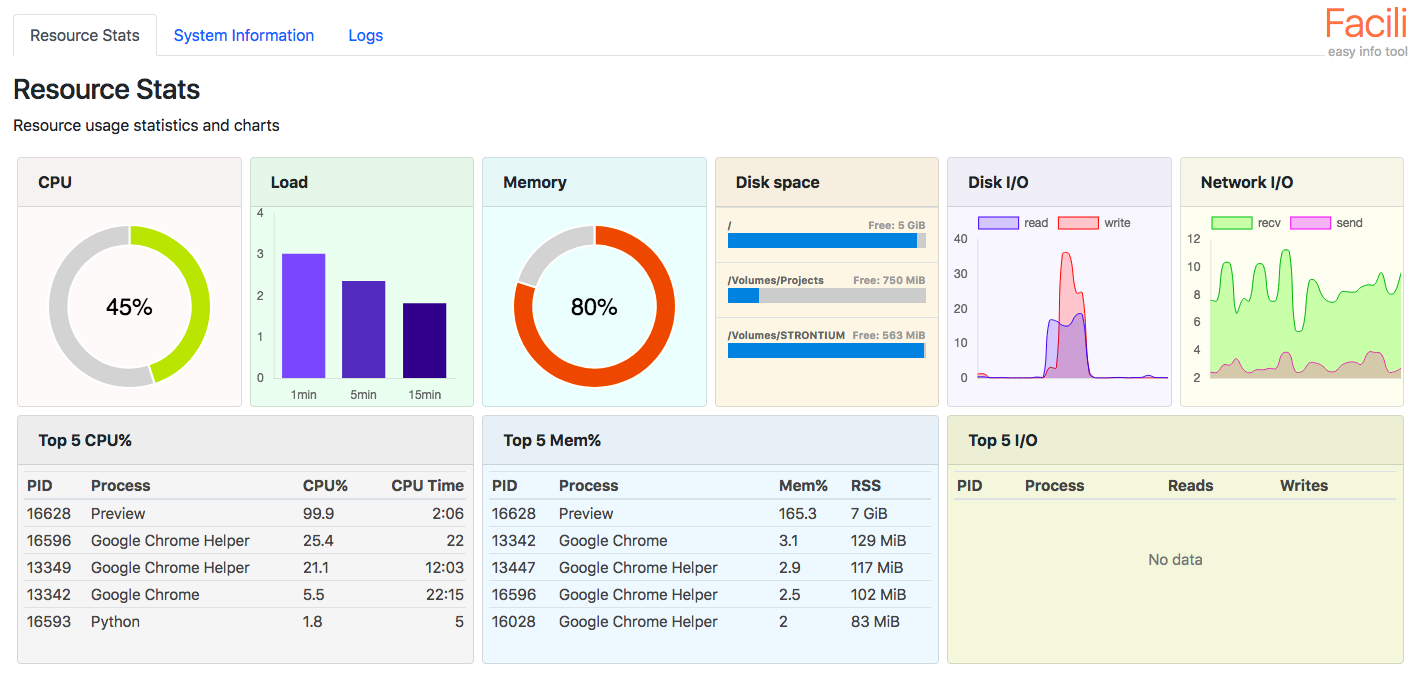 Resource Stats System Information Logs
Facili
easy info tool
Resource Stats
Resource usage statistics and charts
CPU
45%
Load
4
3
2
1
0
1min 5min 15min
Memory
80%
Disk space
/ Free: 5 GiB
/Volumes/Projects Free: 750 MiB
/Volumes/STRONTIUM Free: 563 MiB
Disk I/O
read write
40
30
20
10
0
Network I/O
recv send
12
10
8
6
4
2
Top 5 CPU%
PID Process CPU% CPU Time
16628 Preview 99.9 2:06
16596 Google Chrome Helper 25.4 22
13349 Google Chrome Helper 21.1 12:03
13342 Google Chrome 5.5 22:15
16593 Python 1.8 5
Top 5 Mem%
PID Process Mem% RSS
16628 Preview 165.3 7 GiB
13342 Google Chrome 3.1 129 MiB
13447 Google Chrome Helper 2.9 117 MiB
16596 Google Chrome Helper 2.5 102 MiB
16028 Google Chrome Helper 2 83 MiB
Top 5 I/O
PID Process Reads Writes
No data